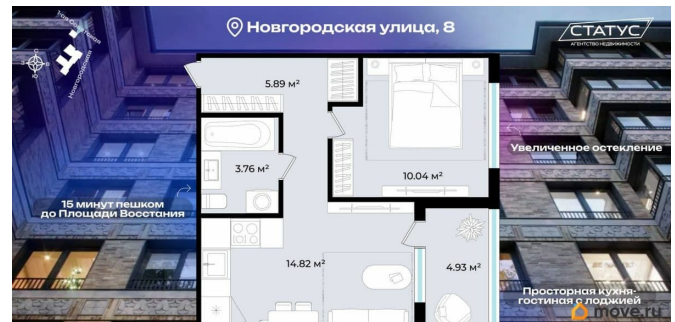 Новгородская улица, 8
СТАТУС
АГЕНТСТВО НЕДВИЖИМОСТИ
Новгородская
С
З
В
Ю
5.89 м²
3.76 м²
10.04 м²
Увеличенное остекление
15 минут пешком
до Площади Восстания
14.82 м²
4.93 м²
Просторная кухня-
гостиная с лоджией
move.ru